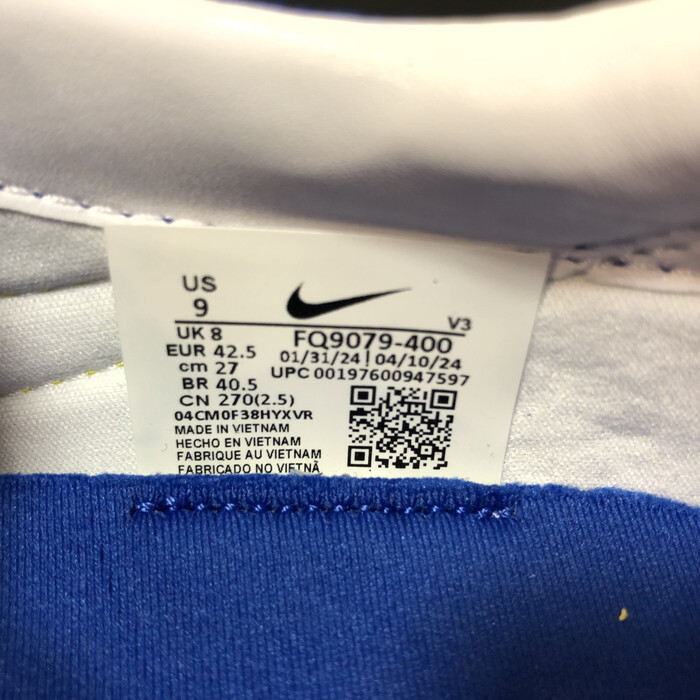 US
9
V3
UK 8
EUR 42.5
cm 27
BR 40.5
CN 270(2.5)
04CM0F38HYXVR
MADE IN VIETNAM
HECHO EN VIETNAM
FABRIQUE AU VIETNAM
FABRICADO NO VIETNÃ
FQ9079-400
01/31/24 | 04/10/24
UPC 00197600947597